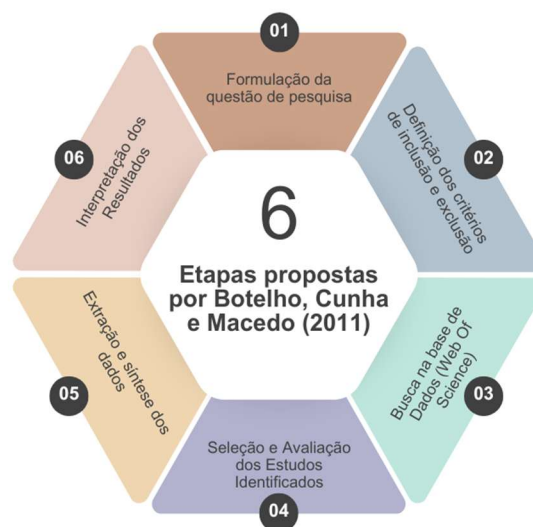 01
Formulação da
questão de pesquisa
02
Definição dos critérios
de inclusão e exclusão
03
Busca na base de
Dados (Web Of
Science)
04
Seleção e Avaliação
dos Estudos
Identificados
05
Extração e síntese dos
dados
06
Interpretação dos
Resultados
6
Etapas propostas
por Botelho, Cunha
e Macedo (2011)